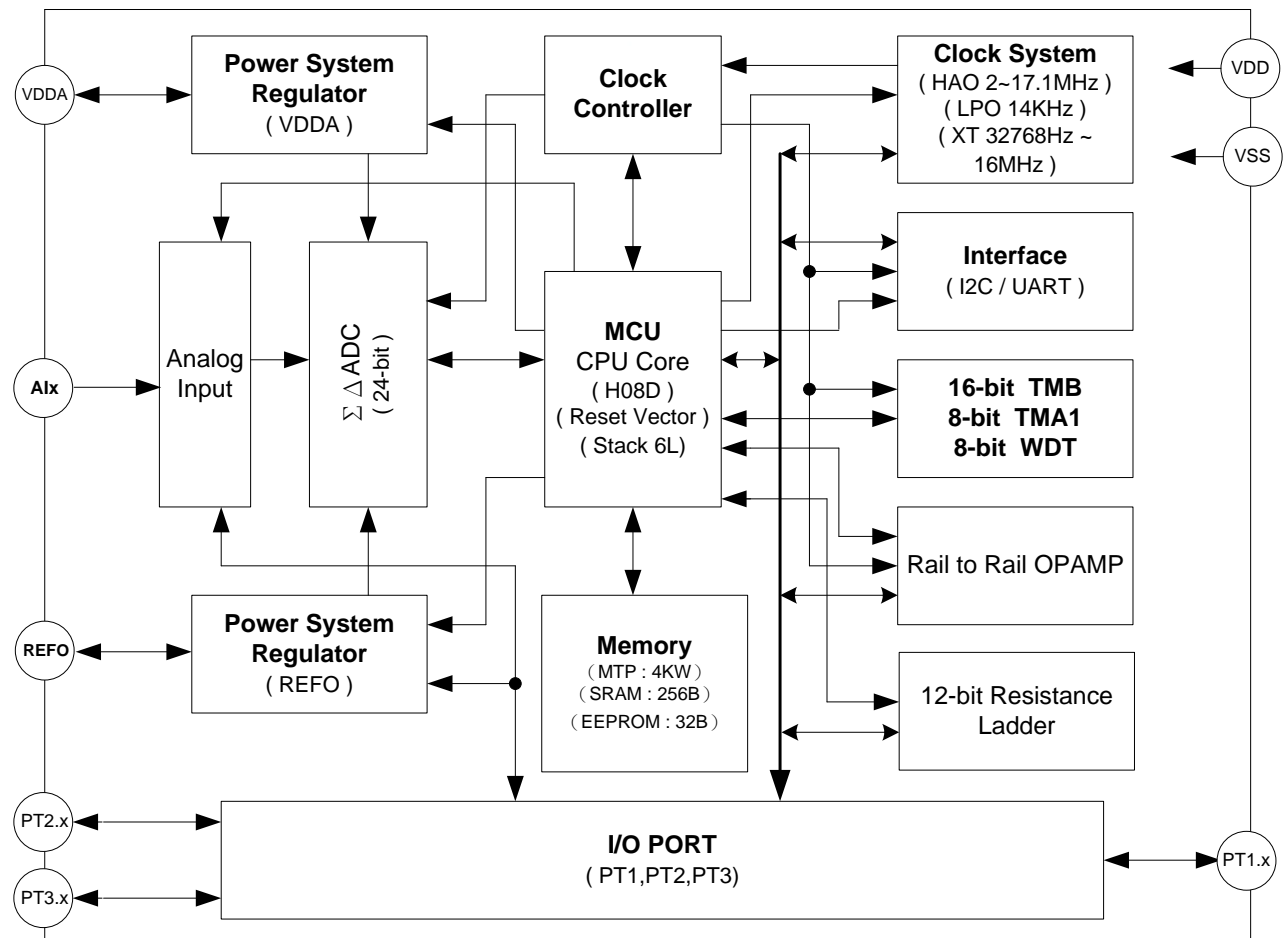 Power System
Regulator
( VDDA )
Clock
Controller
Clock System
( HAO 2~17.1MHz )
( LPO 14KHz )
( XT 32768Hz ~
16MHz )
VDDA
VDD
VSS
Interface
( I2C / UART )
Analog
Input
Σ △ ADC
( 24-bit )
MCU
CPU Core
( H08D )
( Reset Vector )
( Stack 6L)
AIx
16-bit TMB
8-bit TMA1
8-bit WDT
Rail to Rail OPAMP
Power System
Regulator
( REFO )
REFO
Memory
（MTP : 4KW）
（SRAM : 256B）
（EEPROM : 32B）
12-bit Resistance
Ladder
PT2.x
PT3.x
I/O PORT
( PT1,PT2,PT3)
PT1.x